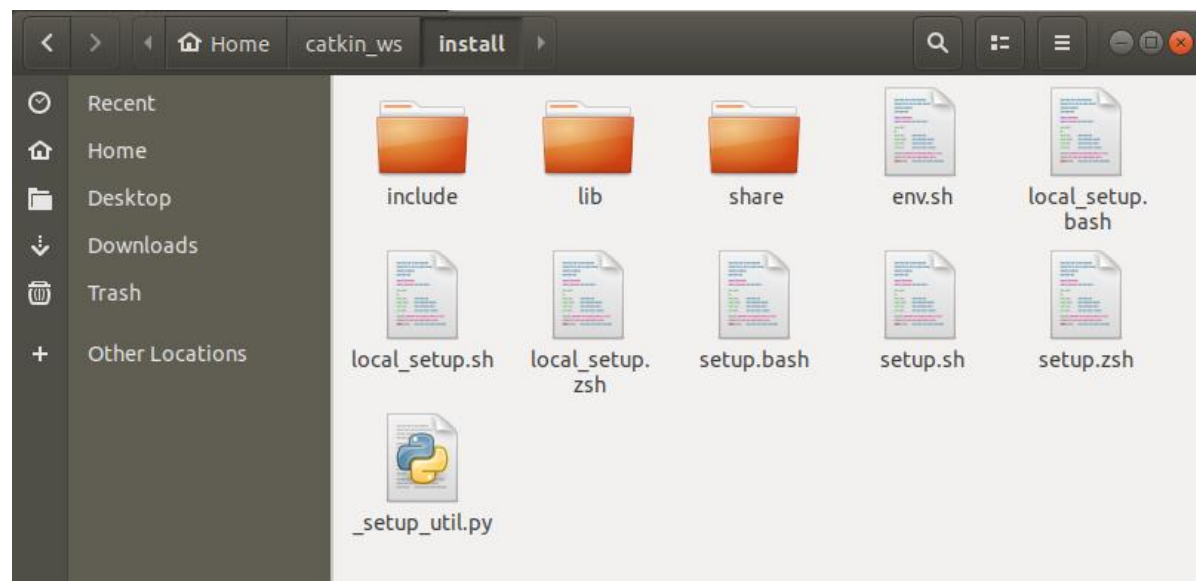 Home
catkin_ws
install
Recent
Home
Desktop
Downloads
Trash
Other Locations
include
lib
share
env.sh
local_setup.
bash
local_setup.sh
local_setup.
zsh
setup.bash
setup.sh
setup.zsh
_setup_util.py